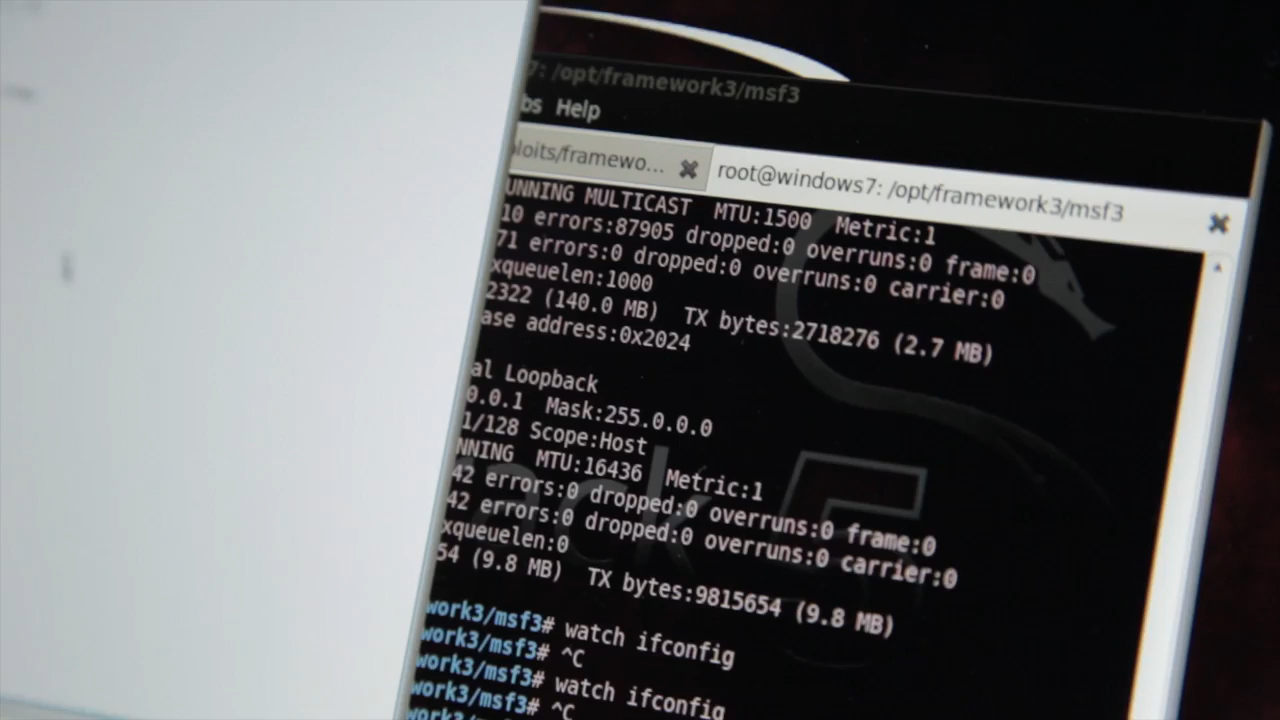 7: /opt/framework3/msf3
bs Help
loits/framewo...
root@windows7: /opt/framework3/msf3
UNNING MULTICAST MTU:1500 Metric:1
10 errors:87905 dropped:0 overruns:0 frame:0
71 errors:0 dropped:0 overruns:0 carrier:0
xqueuelen:1000
2322 (140.0 MB) TX bytes:2718276 (2.7 MB)
ase address:0x2024
al Loopback
0.0.1 Mask:255.0.0.0
1/128 Scope:Host
NNING MTU:16436 Metric:1
42 errors:0 dropped:0 overruns:0 frame:0
42 errors:0 dropped:0 overruns:0 carrier:0
xqueuelen:0
54 (9.8 MB) TX bytes:9815654 (9.8 MB)
work3/msf3# watch ifconfig
work3/msf3# ^C
work3/msf3# watch ifconfig
work3/msf3# ^C
ack 5